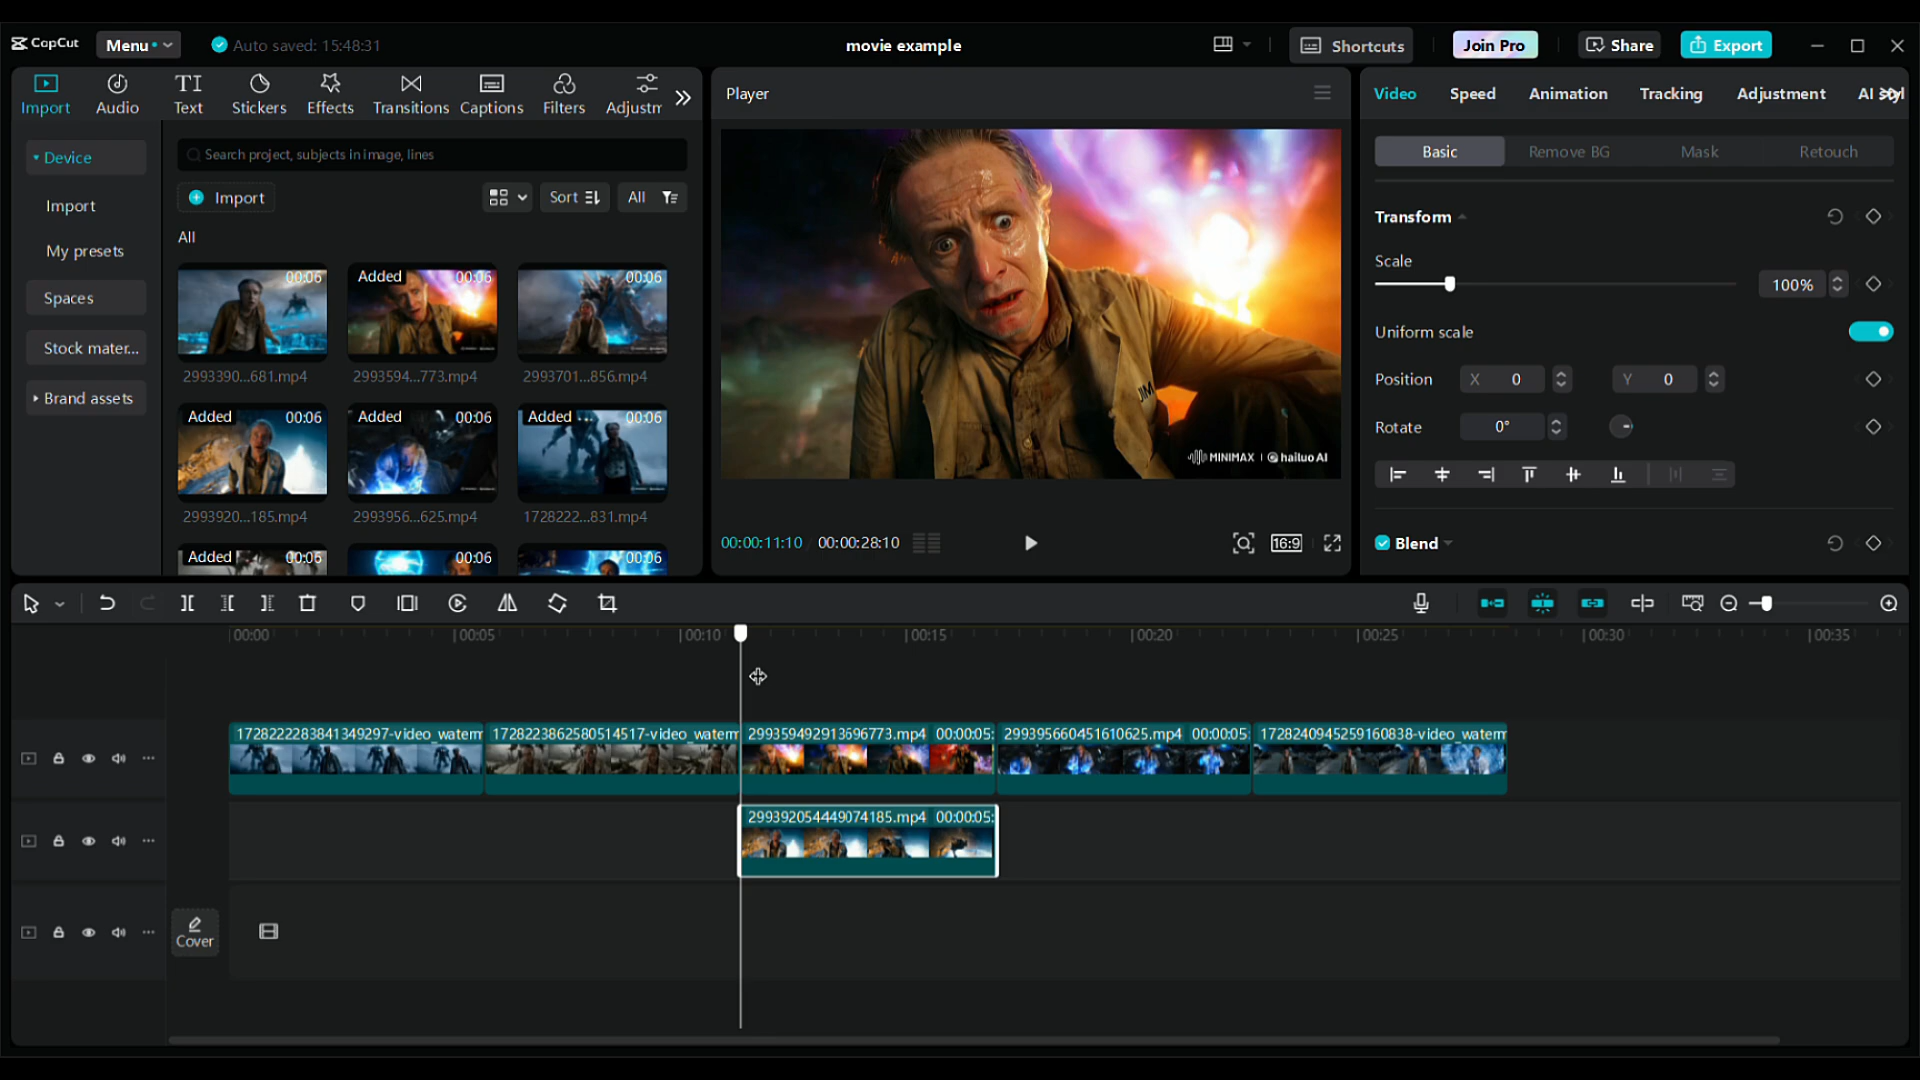 CapCut
Menu
Auto saved: 15:48:31
movie example
Shortcuts
Join Pro
Share
Export
Import
Audio
TI
Text
Stickers
Effects
Transitions
Captions
Filters
Adjustm
Device
Import
My presets
Spaces
Stock mater...
Brand assets
Search project, subjects in image, lines
Import
Sort
All
All
00:06
2993390...681.mp4
Added 00:06
2993594...773.mp4
00:06
2993701...856.mp4
Added 00:06
2993920...185.mp4
Added 00:06
2993956...625.mp4
Added 00:06
1728222...831.mp4
Added 00:06
00:06
00:06
Player
JIM
MINIMAX | hailuo AI
00:00:11:10 00:00:28:10
16:9
Video
Speed
Animation
Tracking
Adjustment
Basic
Remove BG
Mask
Retouch
Transform
Scale
100%
Uniform scale
Position
X 0
Y 0
Rotate
0°
Blend
00:00
00:05
00:10
00:15
00:20
00:25
00:30
00:35
1728222283841349297-video_waterm
1728223862580514517-video_waterm
299359492913696773.mp4 00:00:05:
299395660451610625.mp4 00:00:05:
1728240945259160838-video_waterm
299392054449074185.mp4 00:00:05:
Cover